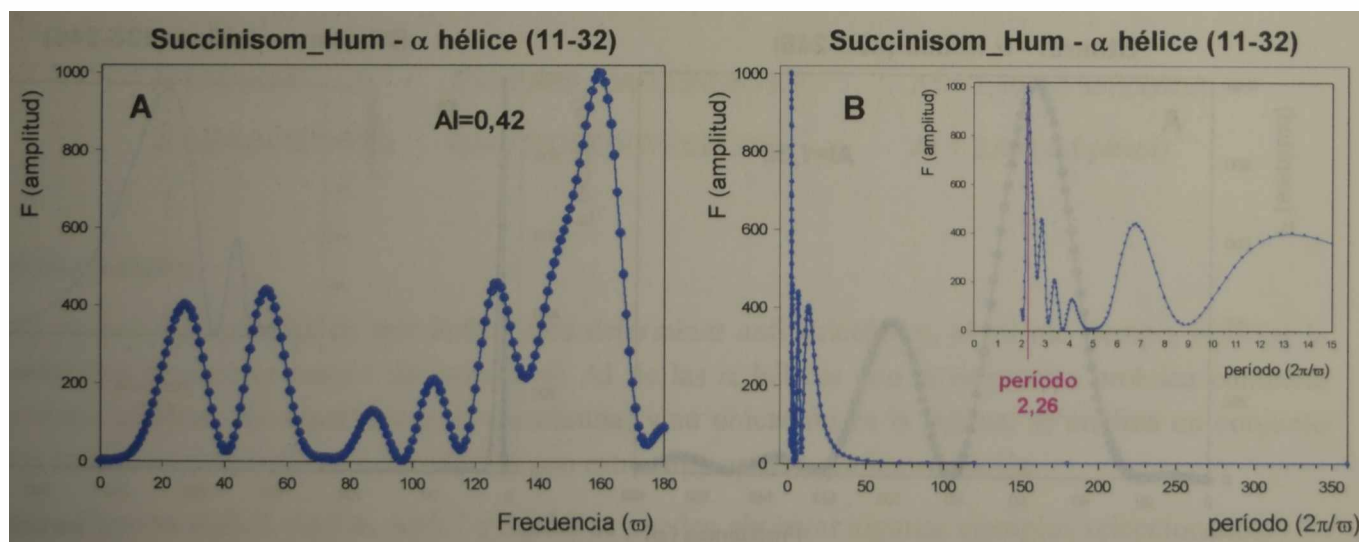 Succinisom_Hum - α hélice (11-32)
A
AI=0,42
F (amplitud)
1000
800
600
400
200
0
0 20 40 60 80 100 120 140 160 180
Frecuencia (ϖ)
Succinisom_Hum - α hélice (11-32)
B
F (amplitud)
1000
800
600
400
200
0
0 50 100 150 200 250 300 350
período (2π/ϖ)
F (amplitud)
1000
800
600
400
200
0
0 1 2 3 4 5 6 7 8 9 10 11 12 13 14 15
período (2π/ϖ)
período
2,26